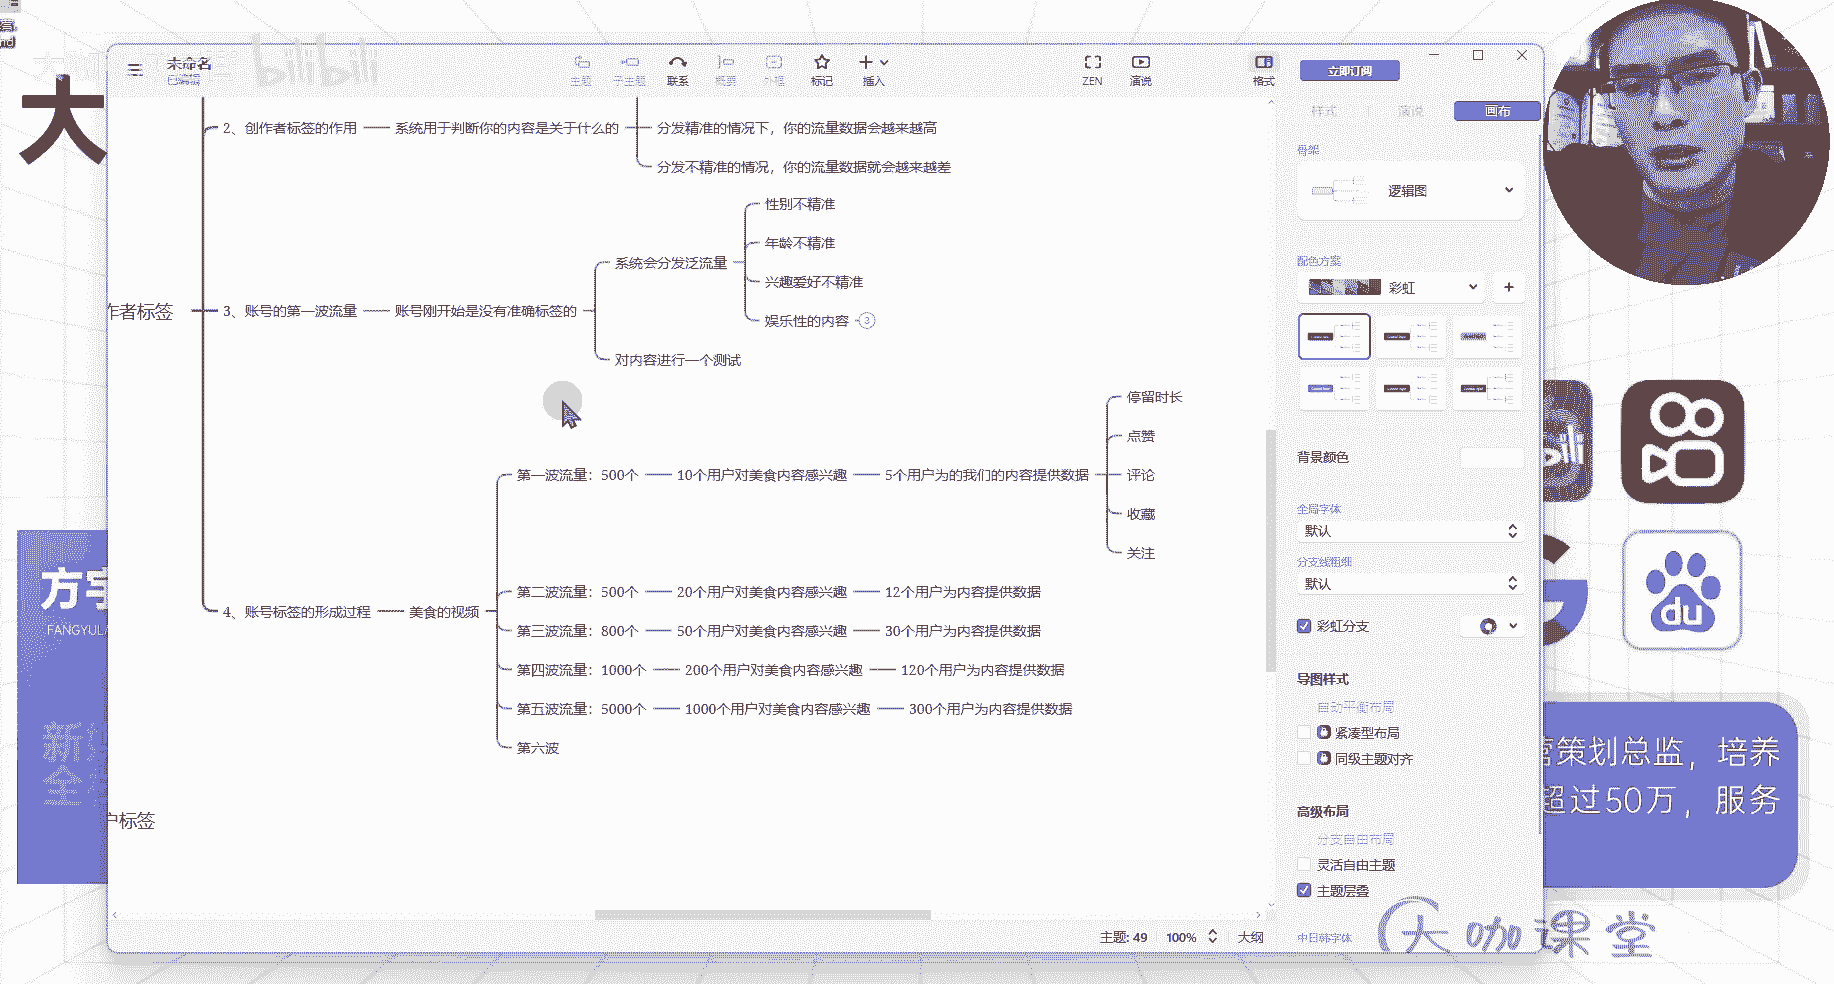 未命名
已编辑
bilibili
主题
子主题
联系
概要
外框
标记
插入
ZEN
演说
格式
立即订阅
样式
演说
画布
大
2、创作者标签的作用
系统用于判断你的内容是关于什么的
分发精准的情况下，你的流量数据会越来越高
分发不精准的情况，你的流量数据就会越来越差
作者标签
3、账号的第一波流量
账号刚开始是没有准确标签的
系统会分发泛流量
性别不精准
年龄不精准
兴趣爱好不精准
娱乐性的内容
3
对内容进行一个测试
4、账号标签的形成过程
美食的视频
第一波流量：500个
10个用户对美食内容感兴趣
5个用户为的我们的内容提供数据
停留时长
点赞
评论
收藏
关注
第二波流量：500个
20个用户对美食内容感兴趣
12个用户为内容提供数据
第三波流量：800个
50个用户对美食内容感兴趣
30个用户为内容提供数据
第四波流量：1000个
200个用户对美食内容感兴趣
120个用户为内容提供数据
第五波流量：5000个
1000个用户对美食内容感兴趣
300个用户为内容提供数据
第六波
户标签
骨架
逻辑图
配色方案
彩虹
背景颜色
全局字体
默认
分支线粗细
默认
彩虹分支
导图样式
自动平衡布局
紧凑型布局
同级主题对齐
高级布局
分支自由布局
灵活自由主题
主题层叠
中日韩字体
主题: 49
100%
大纲
方宇
FANGYULA
新
全
du
营策划总监，培养
超过50万，服务
大咖课堂